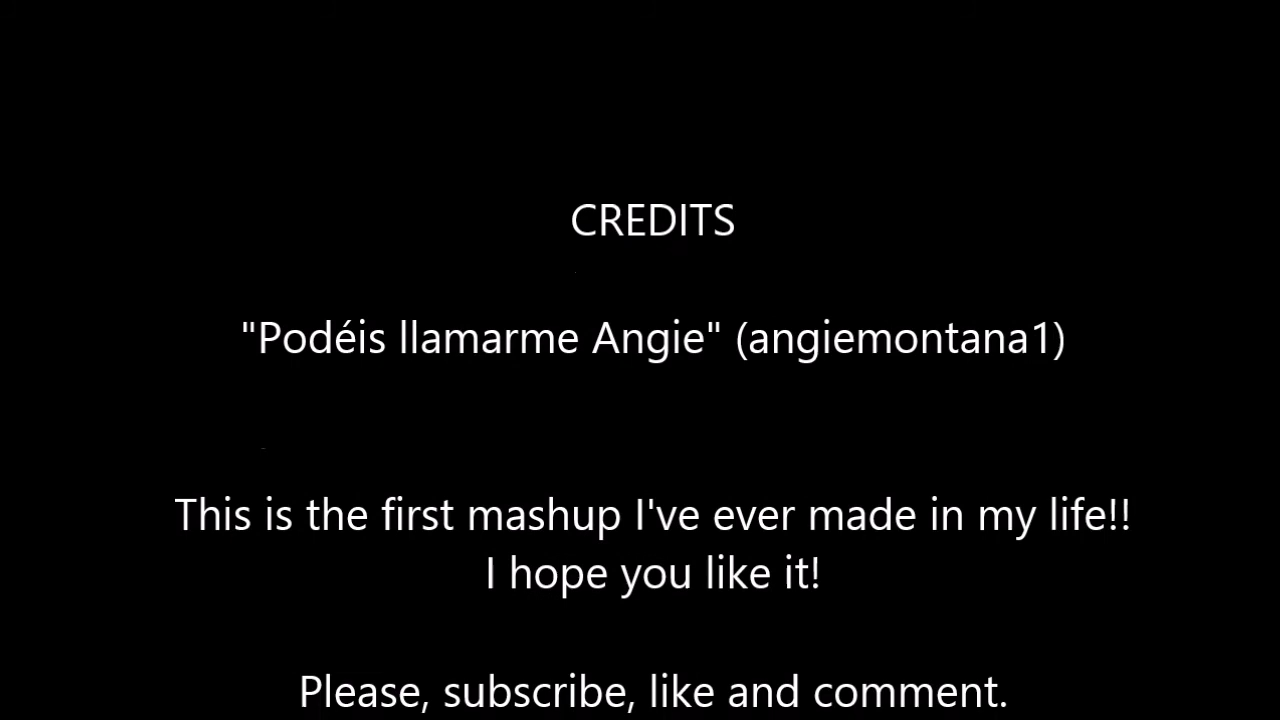 CREDITS
"Podéis llamarme Angie" (angiemontana1)
This is the first mashup I've ever made in my life!!
I hope you like it!
Please, subscribe, like and comment.